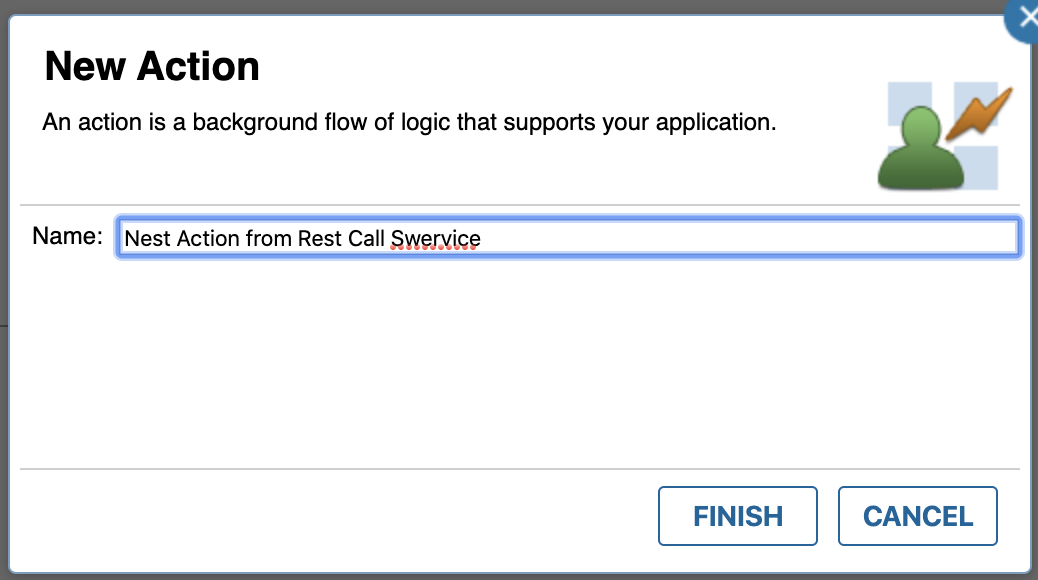 New Action
An action is a background flow of logic that supports your application.
Name: Nest Action from Rest Call Swervice
FINISH CANCEL